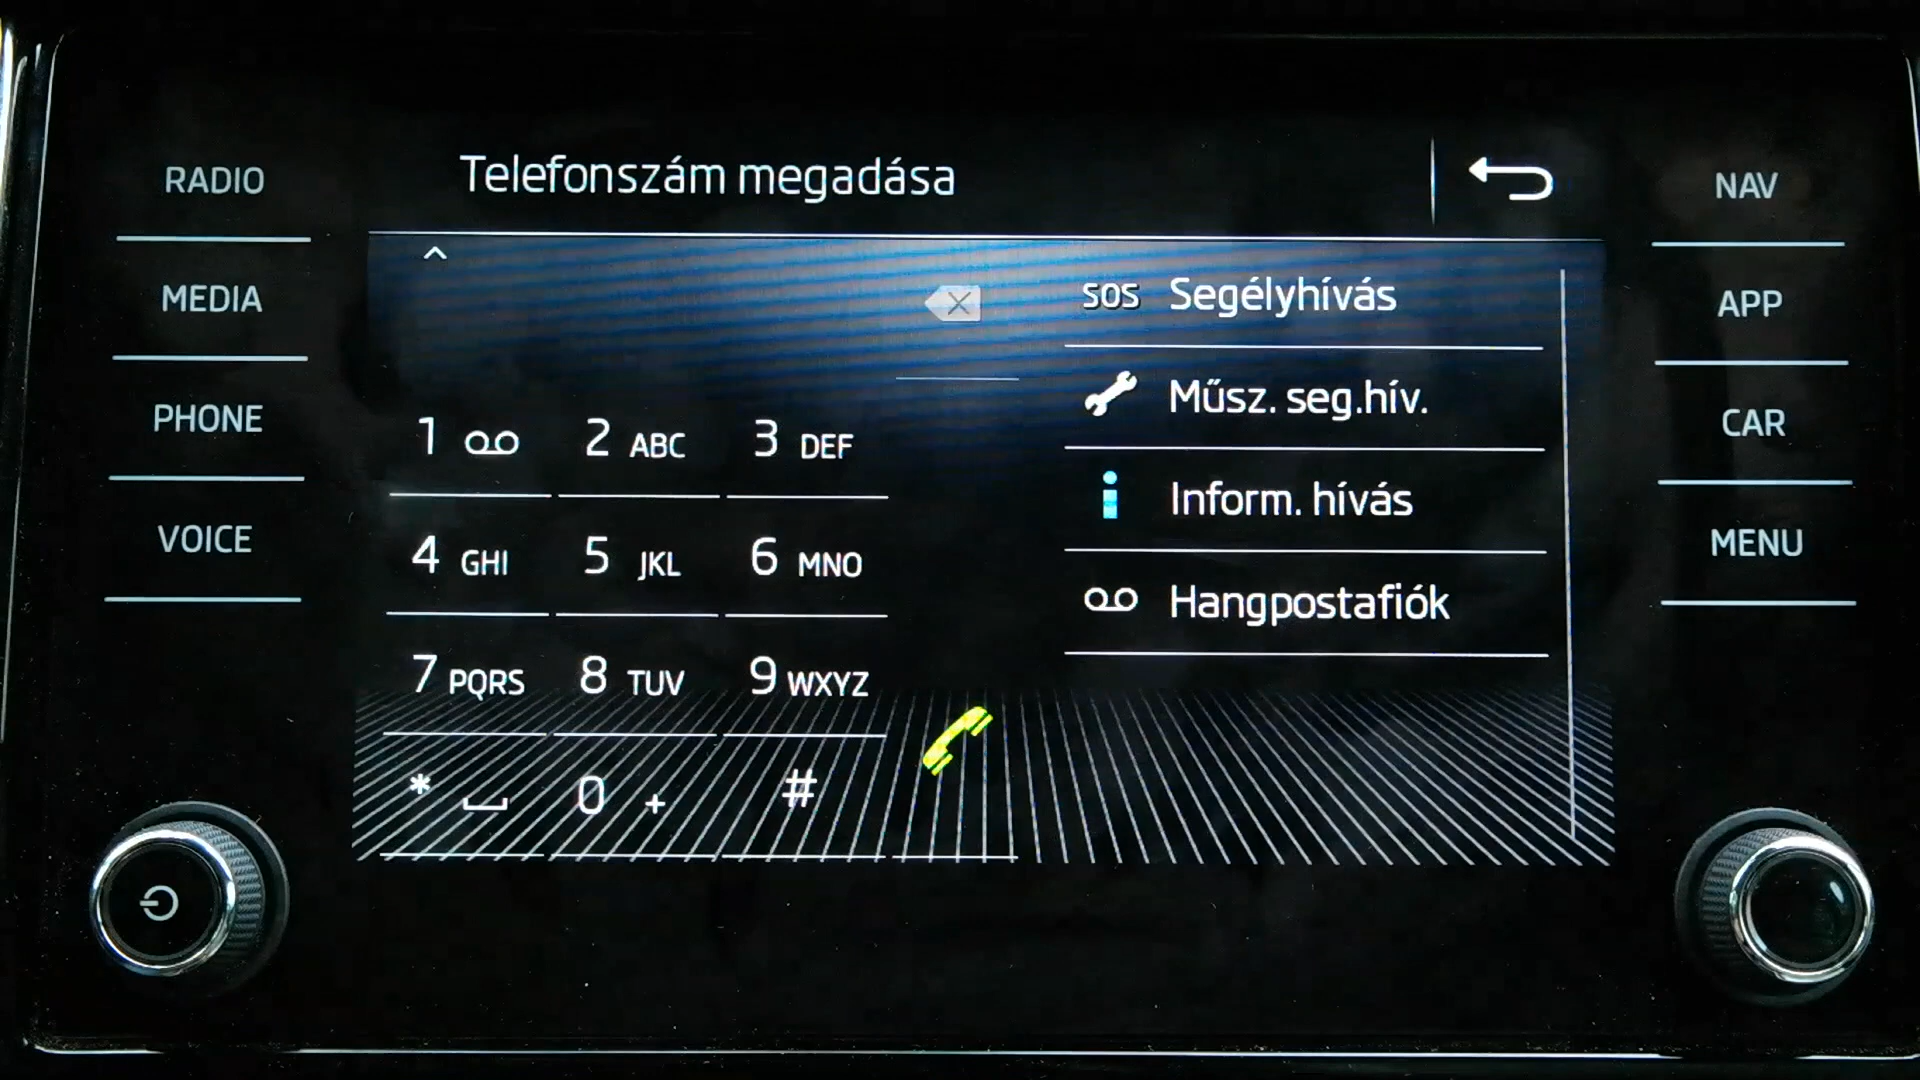 RADIO
MEDIA
PHONE
VOICE
Telefonszám megadása
1
2 ABC
3 DEF
4 GHI
5 JKL
6 MNO
7 PQRS
8 TUV
9 WXYZ
*
0 +
#
SOS Segélyhívás
Műsz. seg.hív.
Inform. hívás
Hangpostafiók
NAV
APP
CAR
MENU